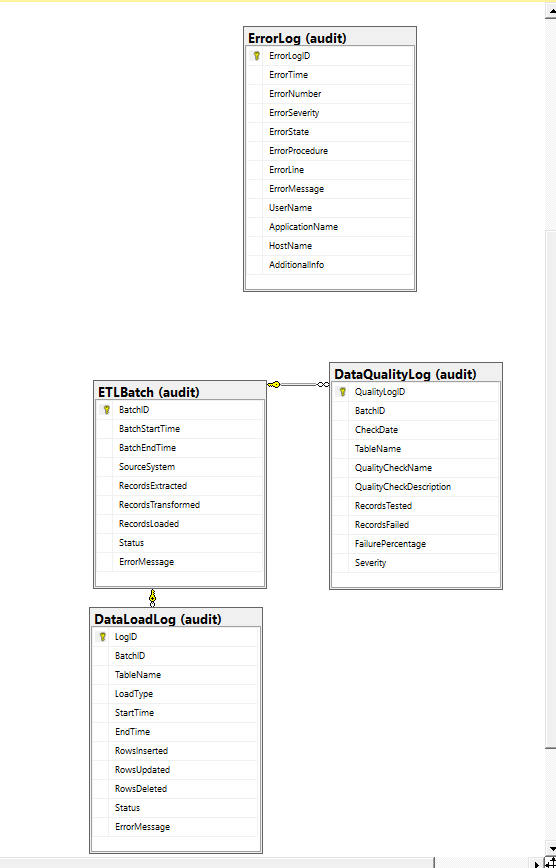 ErrorLog (audit)
ErrorLogID
ErrorTime
ErrorNumber
ErrorSeverity
ErrorState
ErrorProcedure
ErrorLine
ErrorMessage
UserName
ApplicationName
HostName
AdditionalInfo
ETLBatch (audit)
BatchID
BatchStartTime
BatchEndTime
SourceSystem
RecordsExtracted
RecordsTransformed
RecordsLoaded
Status
ErrorMessage
DataQualityLog (audit)
QualityLogID
BatchID
CheckDate
TableName
QualityCheckName
QualityCheckDescription
RecordsTested
RecordsFailed
FailurePercentage
Severity
DataLoadLog (audit)
LogID
BatchID
TableName
LoadType
StartTime
EndTime
RowsInserted
RowsUpdated
RowsDeleted
Status
ErrorMessage